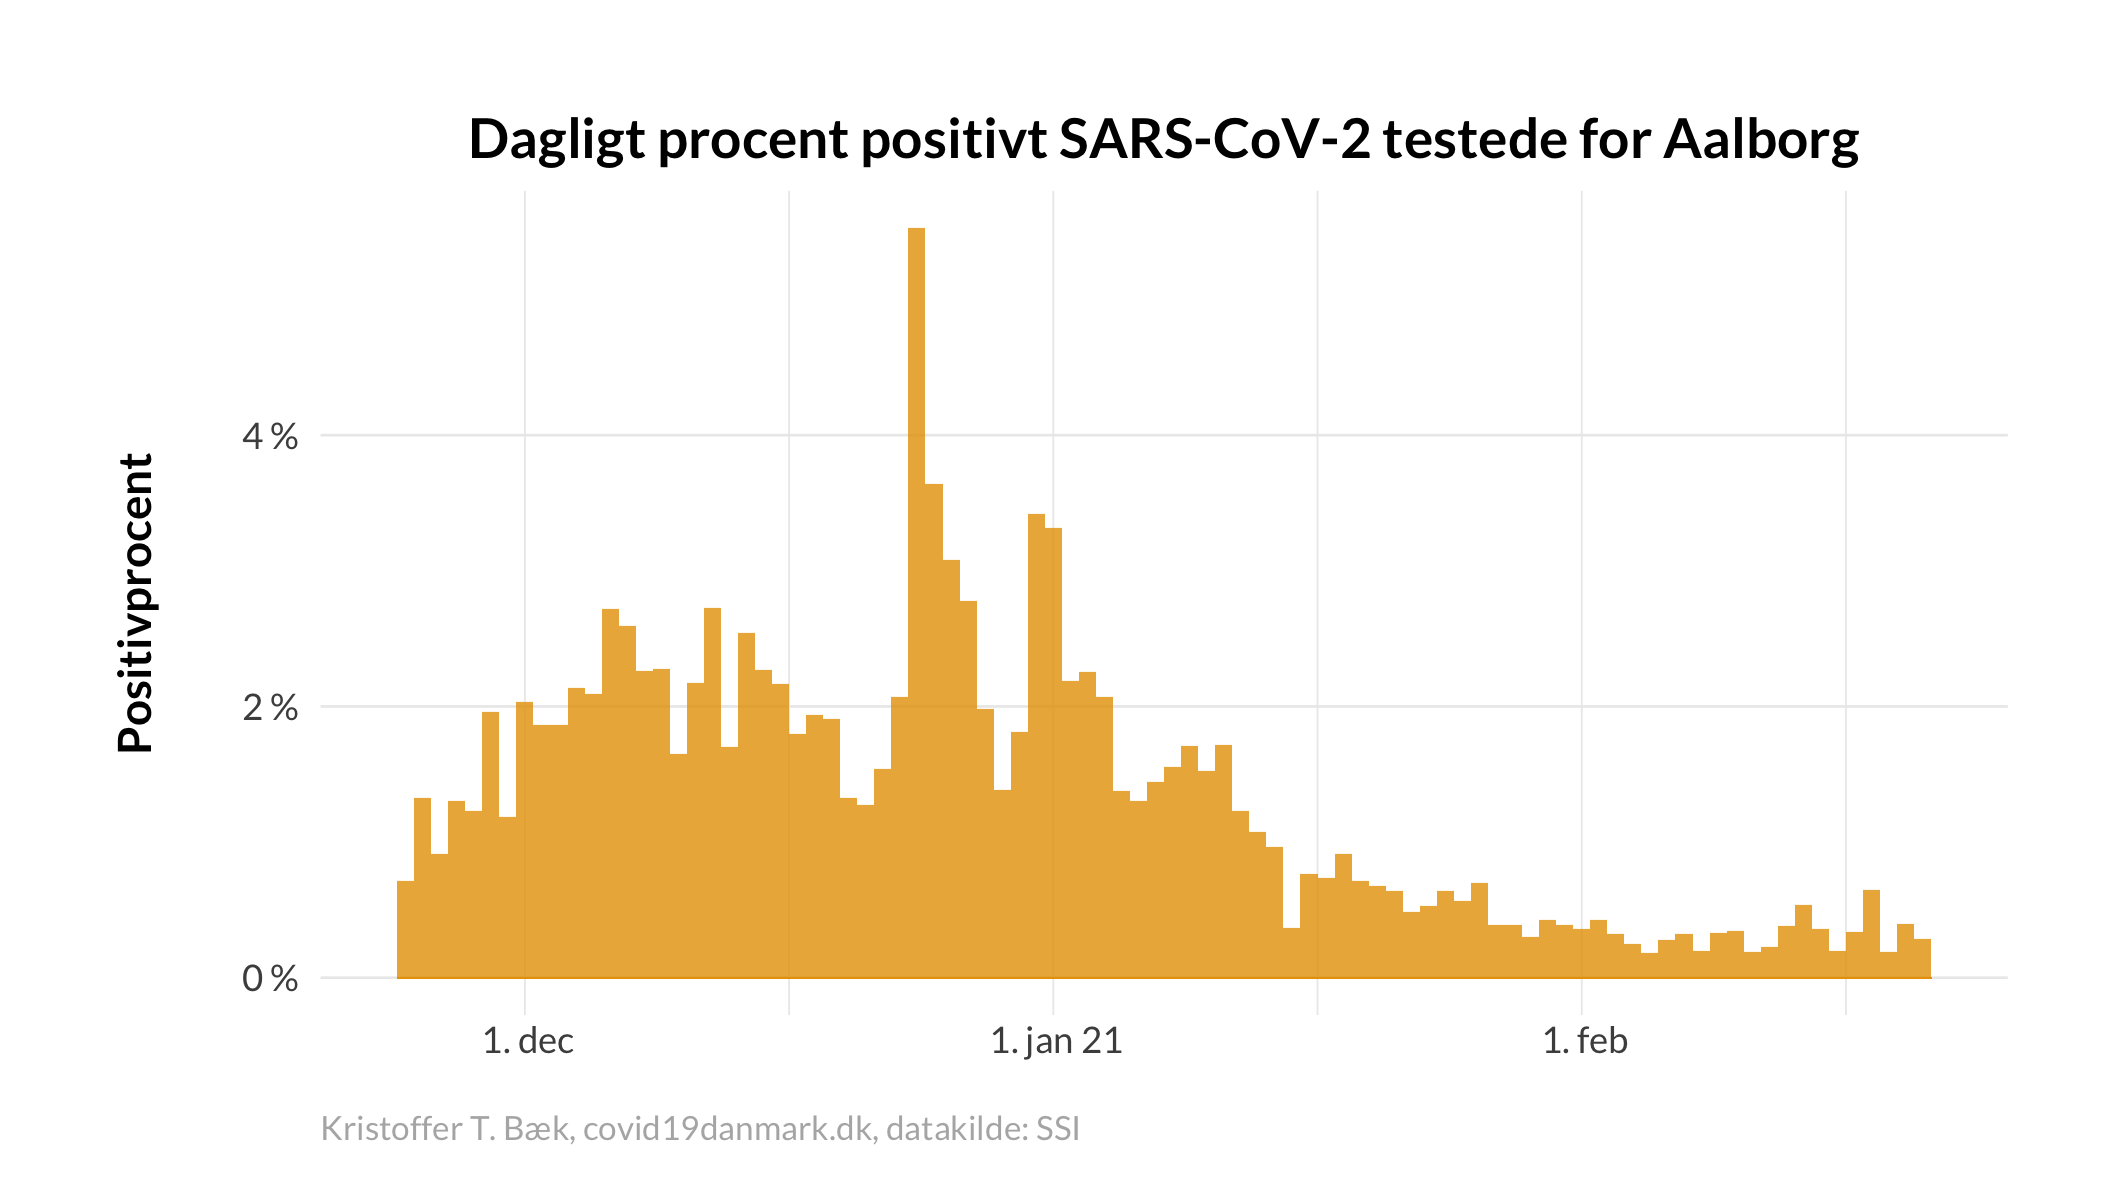 Dagligt procent positivt SARS-CoV-2 testede for Aalborg
Positivprocent
4 %
2 %
0 %
1. dec
1. jan 21
1. feb
Kristoffer T. Bæk, covid19danmark.dk, datakilde: SSI